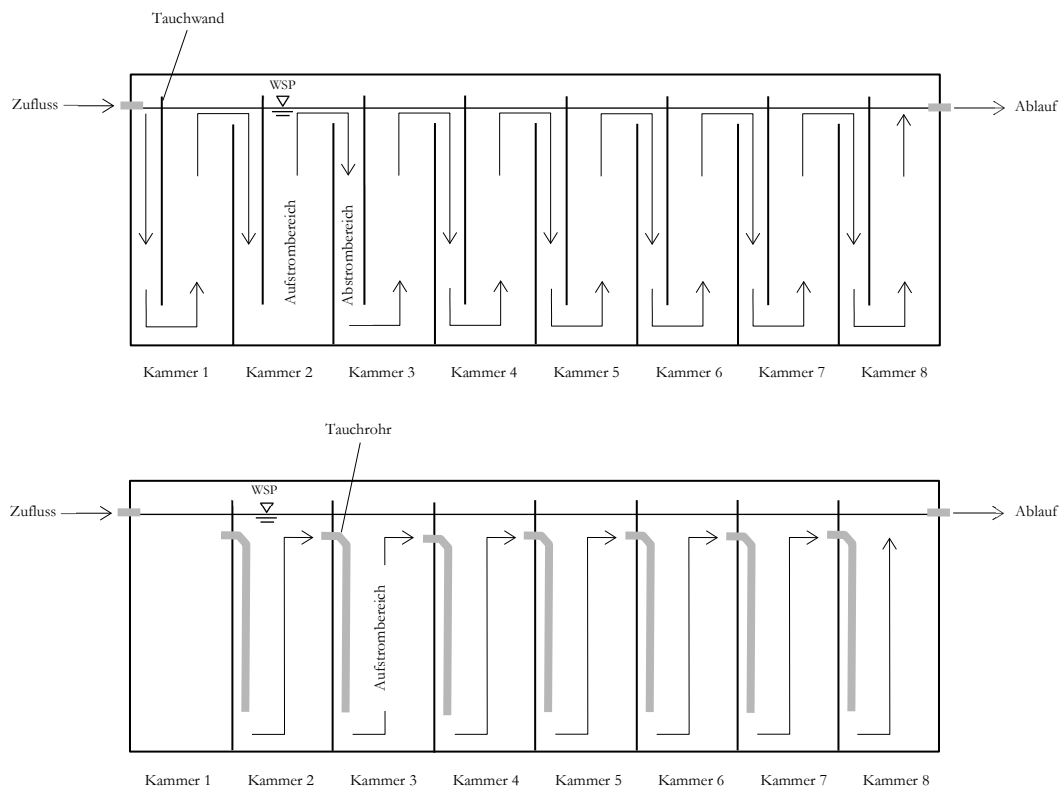 Tauchwand
WSP
Zufluss
Ablauf
Aufstrombereich
Abstrombereich
Kammer 1 Kammer 2 Kammer 3 Kammer 4 Kammer 5 Kammer 6 Kammer 7 Kammer 8
Tauchrohr
WSP
Zufluss
Ablauf
Aufstrombereich
Kammer 1 Kammer 2 Kammer 3 Kammer 4 Kammer 5 Kammer 6 Kammer 7 Kammer 8